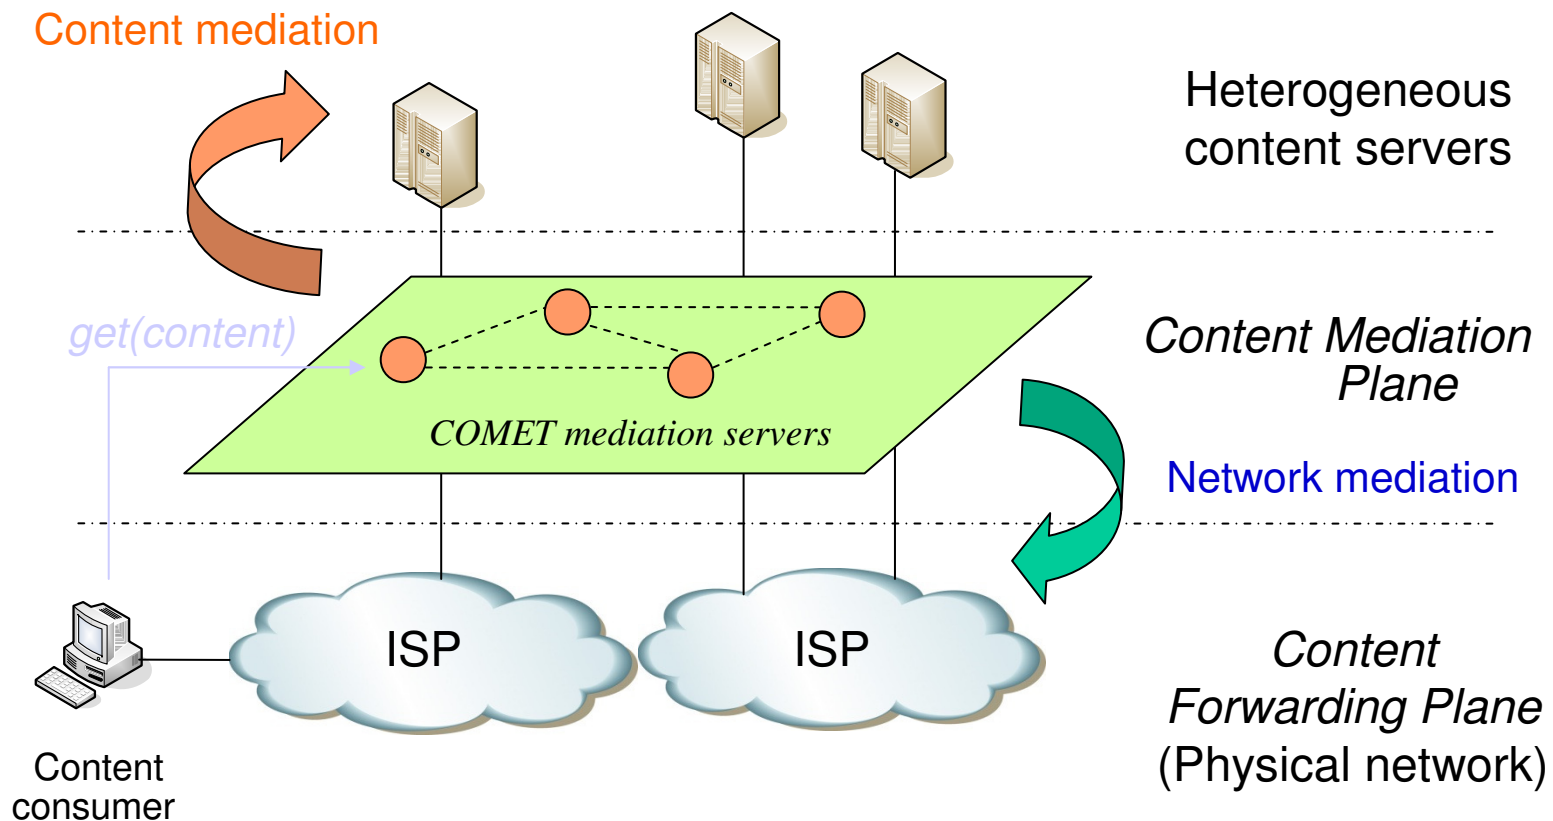 Content mediation
Heterogeneous
content servers
get(content)
Content Mediation
Plane
COMET mediation servers
Network mediation
ISP
ISP
Content
Forwarding Plane
(Physical network)
Content
consumer